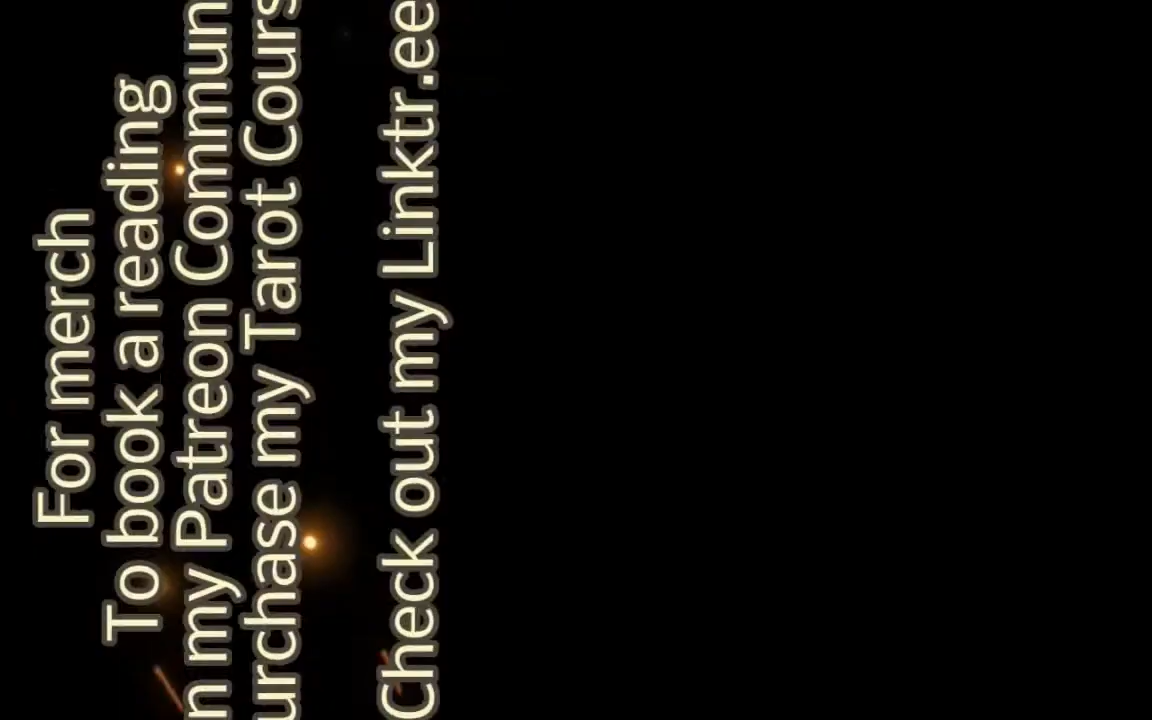 For merch
To book a reading
n my Patreon Commun
urchase my Tarot Cours
Check out my Linktr.ee